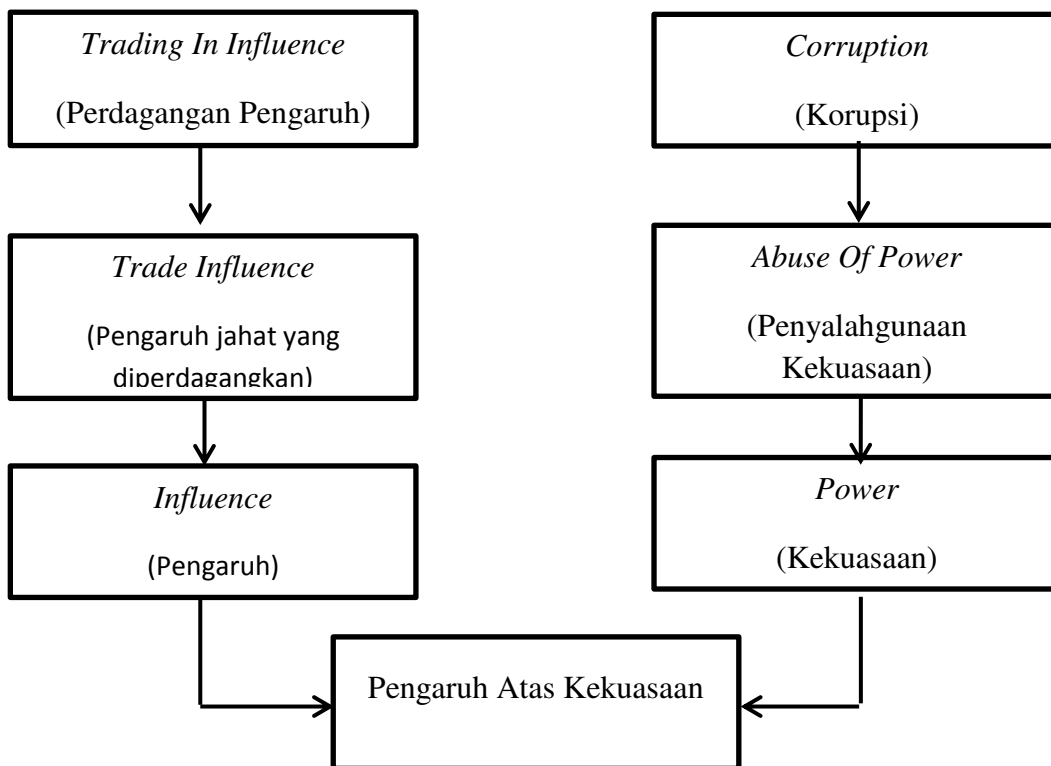 Trading In Influence
(Perdagangan Pengaruh)
Trade Influence
(Pengaruh jahat yang
diperdagangkan)
Influence
(Pengaruh)
Corruption
(Korupsi)
Abuse Of Power
(Penyalahgunaan
Kekuasaan)
Power
(Kekuasaan)
Pengaruh Atas Kekuasaan